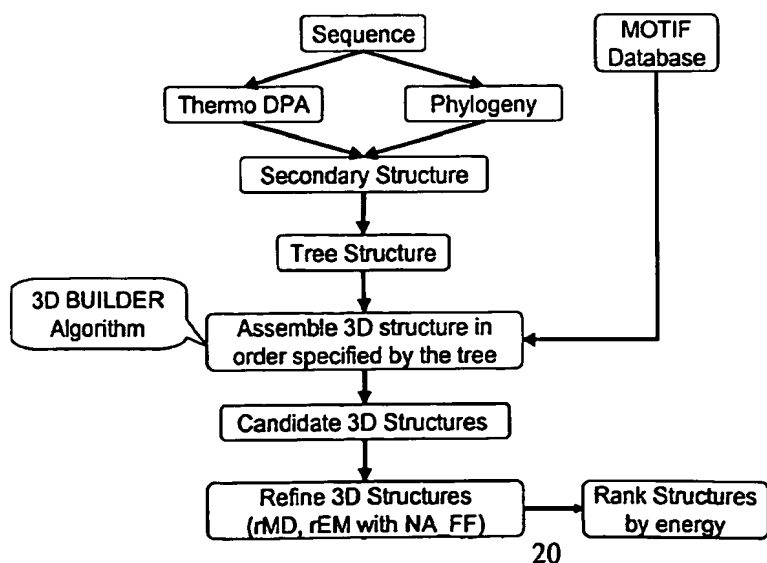 Sequence
MOTIF
Database
Thermo DPA
Phylogeny
Secondary Structure
Tree Structure
3D BUILDER
Algorithm
Assemble 3D structure in
order specified by the tree
Candidate 3D Structures
Refine 3D Structures
(rMD, rEM with NA_FF)
Rank Structures
by energy
20